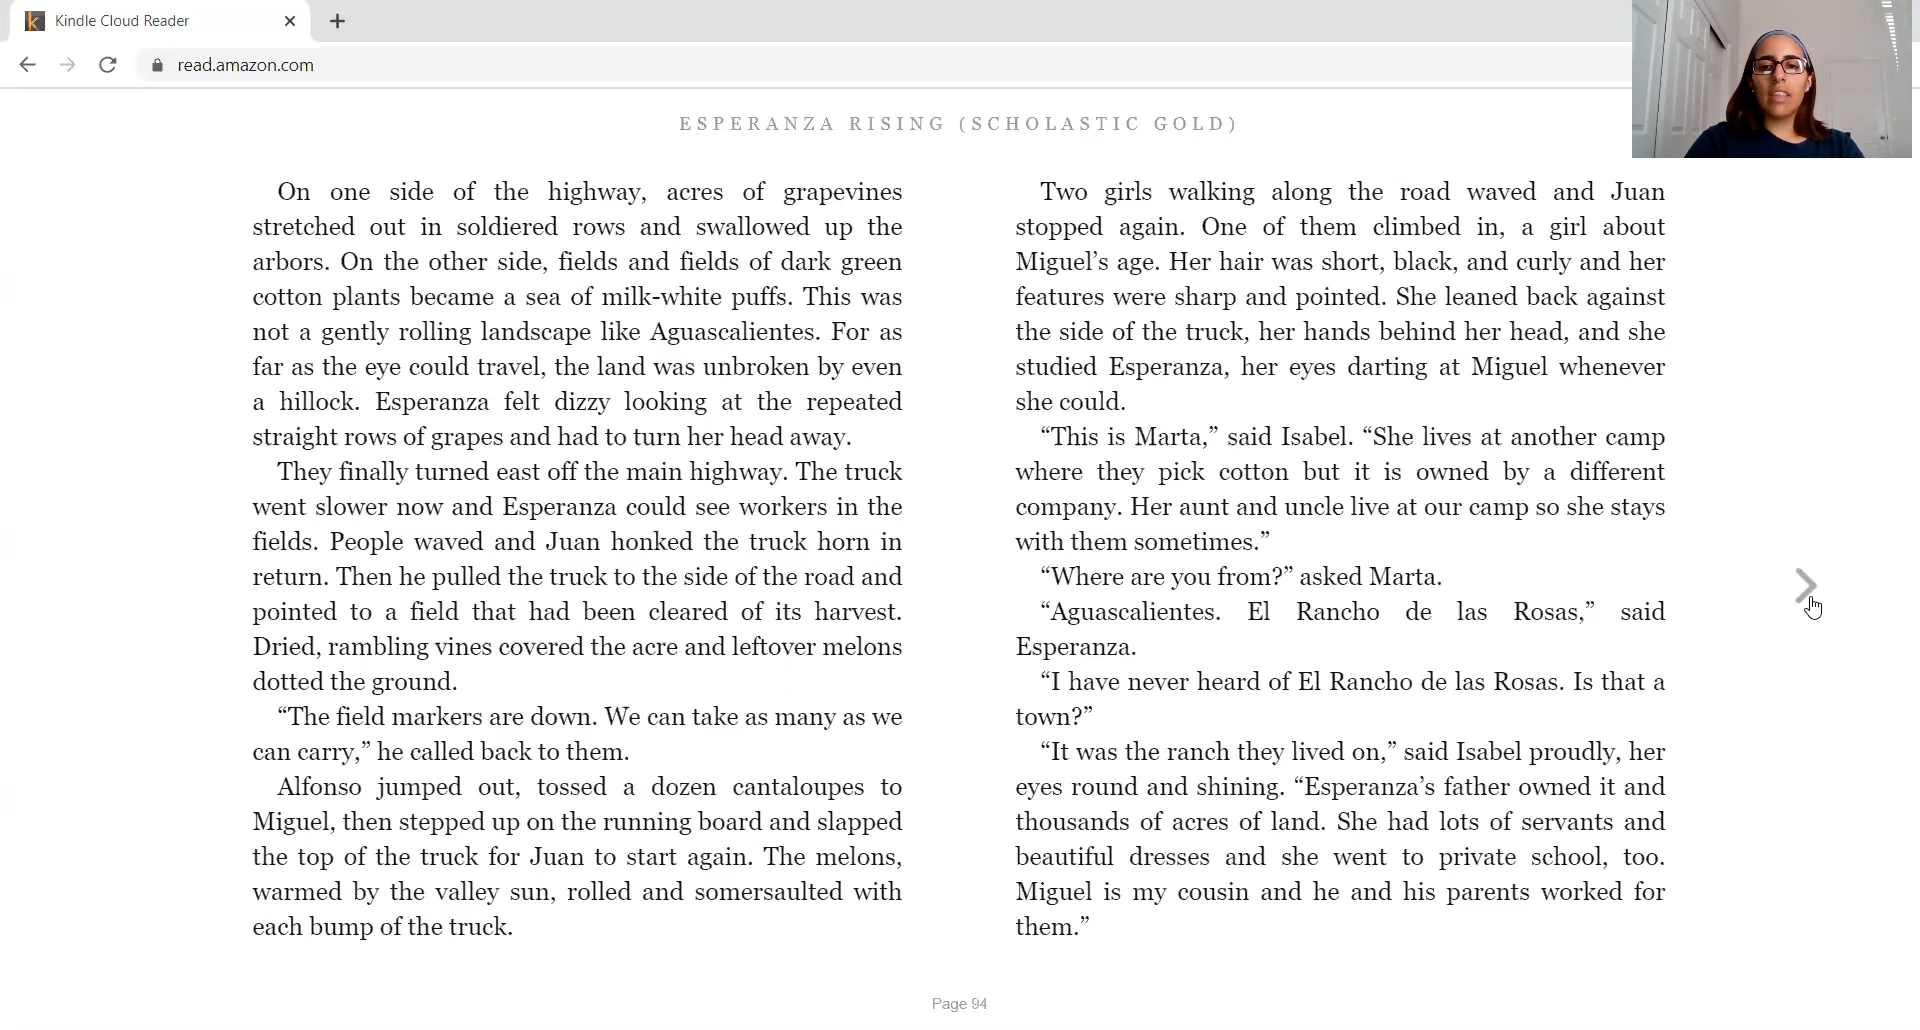 Kindle Cloud Reader
read.amazon.com
ESPERANZA RISING (SCHOLASTIC GOLD)
On one side of the highway, acres of grapevines
stretched out in soldiered rows and swallowed up the
arbors. On the other side, fields and fields of dark green
cotton plants became a sea of milk-white puffs. This was
not a gently rolling landscape like Aguascalientes. For as
far as the eye could travel, the land was unbroken by even
a hillock. Esperanza felt dizzy looking at the repeated
straight rows of grapes and had to turn her head away.
They finally turned east off the main highway. The truck
went slower now and Esperanza could see workers in the
fields. People waved and Juan honked the truck horn in
return. Then he pulled the truck to the side of the road and
pointed to a field that had been cleared of its harvest.
Dried, rambling vines covered the acre and leftover melons
dotted the ground.
“The field markers are down. We can take as many as we
can carry,” he called back to them.
Alfonso jumped out, tossed a dozen cantaloupes to
Miguel, then stepped up on the running board and slapped
the top of the truck for Juan to start again. The melons,
warmed by the valley sun, rolled and somersaulted with
each bump of the truck.
Two girls walking along the road waved and Juan
stopped again. One of them climbed in, a girl about
Miguel’s age. Her hair was short, black, and curly and her
features were sharp and pointed. She leaned back against
the side of the truck, her hands behind her head, and she
studied Esperanza, her eyes darting at Miguel whenever
she could.
“This is Marta,” said Isabel. “She lives at another camp
where they pick cotton but it is owned by a different
company. Her aunt and uncle live at our camp so she stays
with them sometimes.”
“Where are you from?” asked Marta.
“Aguascalientes. El Rancho de las Rosas,” said
Esperanza.
“I have never heard of El Rancho de las Rosas. Is that a
town?”
“It was the ranch they lived on,” said Isabel proudly, her
eyes round and shining. “Esperanza’s father owned it and
thousands of acres of land. She had lots of servants and
beautiful dresses and she went to private school, too.
Miguel is my cousin and he and his parents worked for
them.”
Page 94